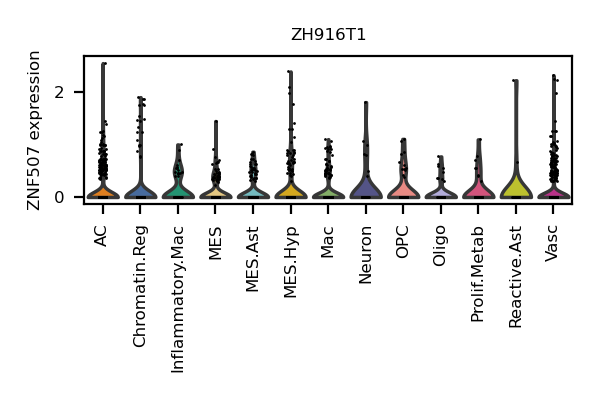 ZH916T1
ZNF507 expression
2
0
AC
Chromatin.Reg
Inflammatory.Mac
MES
MES.Ast
MES.Hyp
Mac
Neuron
OPC
Oligo
Prolif.Metab
Reactive.Ast
Vasc